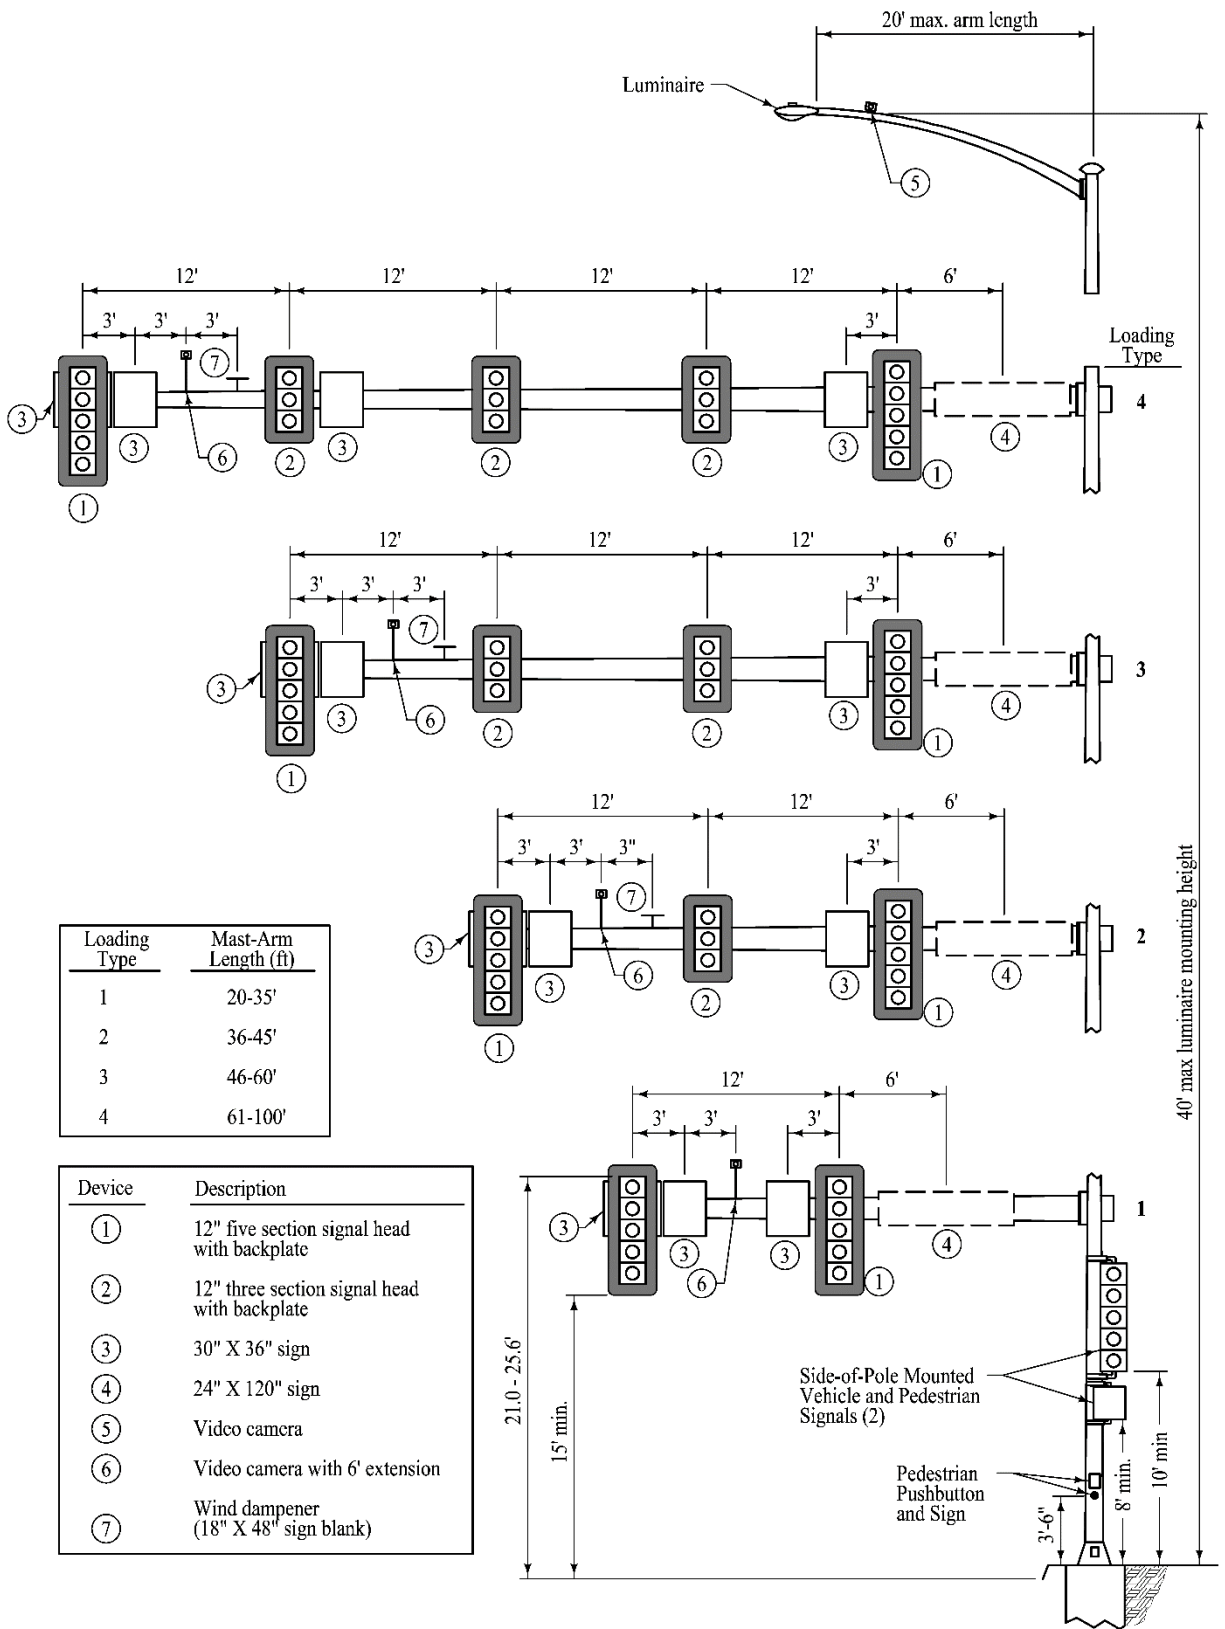 20' max. arm length
Luminaire
5
12'
12'
12'
12'
6'
3'
3'
3'
3'
Loading
Type
7
3
3
6
2
3
2
2
3
4
4
1
1
12'
12'
12'
6'
3'
3'
3'
3'
7
3
3
6
2
2
3
4
3
1
1
12'
12'
6'
3'
3'
3"
3'
7
3
3
6
2
3
4
2
1
1
40' max luminaire mounting height
Loading
Type
Mast-Arm
Length (ft)
1 20-35'
2 36-45'
3 46-60'
4 61-100'
12'
6'
3'
3'
3'
3
3
6
3
4
1
1
Device Description
1 12" five section signal head
with backplate
2 12" three section signal head
with backplate
3 30" X 36" sign
4 24" X 120" sign
5 Video camera
6 Video camera with 6' extension
7 Wind dampener
(18" X 48" sign blank)
21.0 - 25.6'
15' min.
Side-of-Pole Mounted
Vehicle and Pedestrian
Signals (2)
Pedestrian
Pushbutton
and Sign
3'-6"
8' min.
10' min